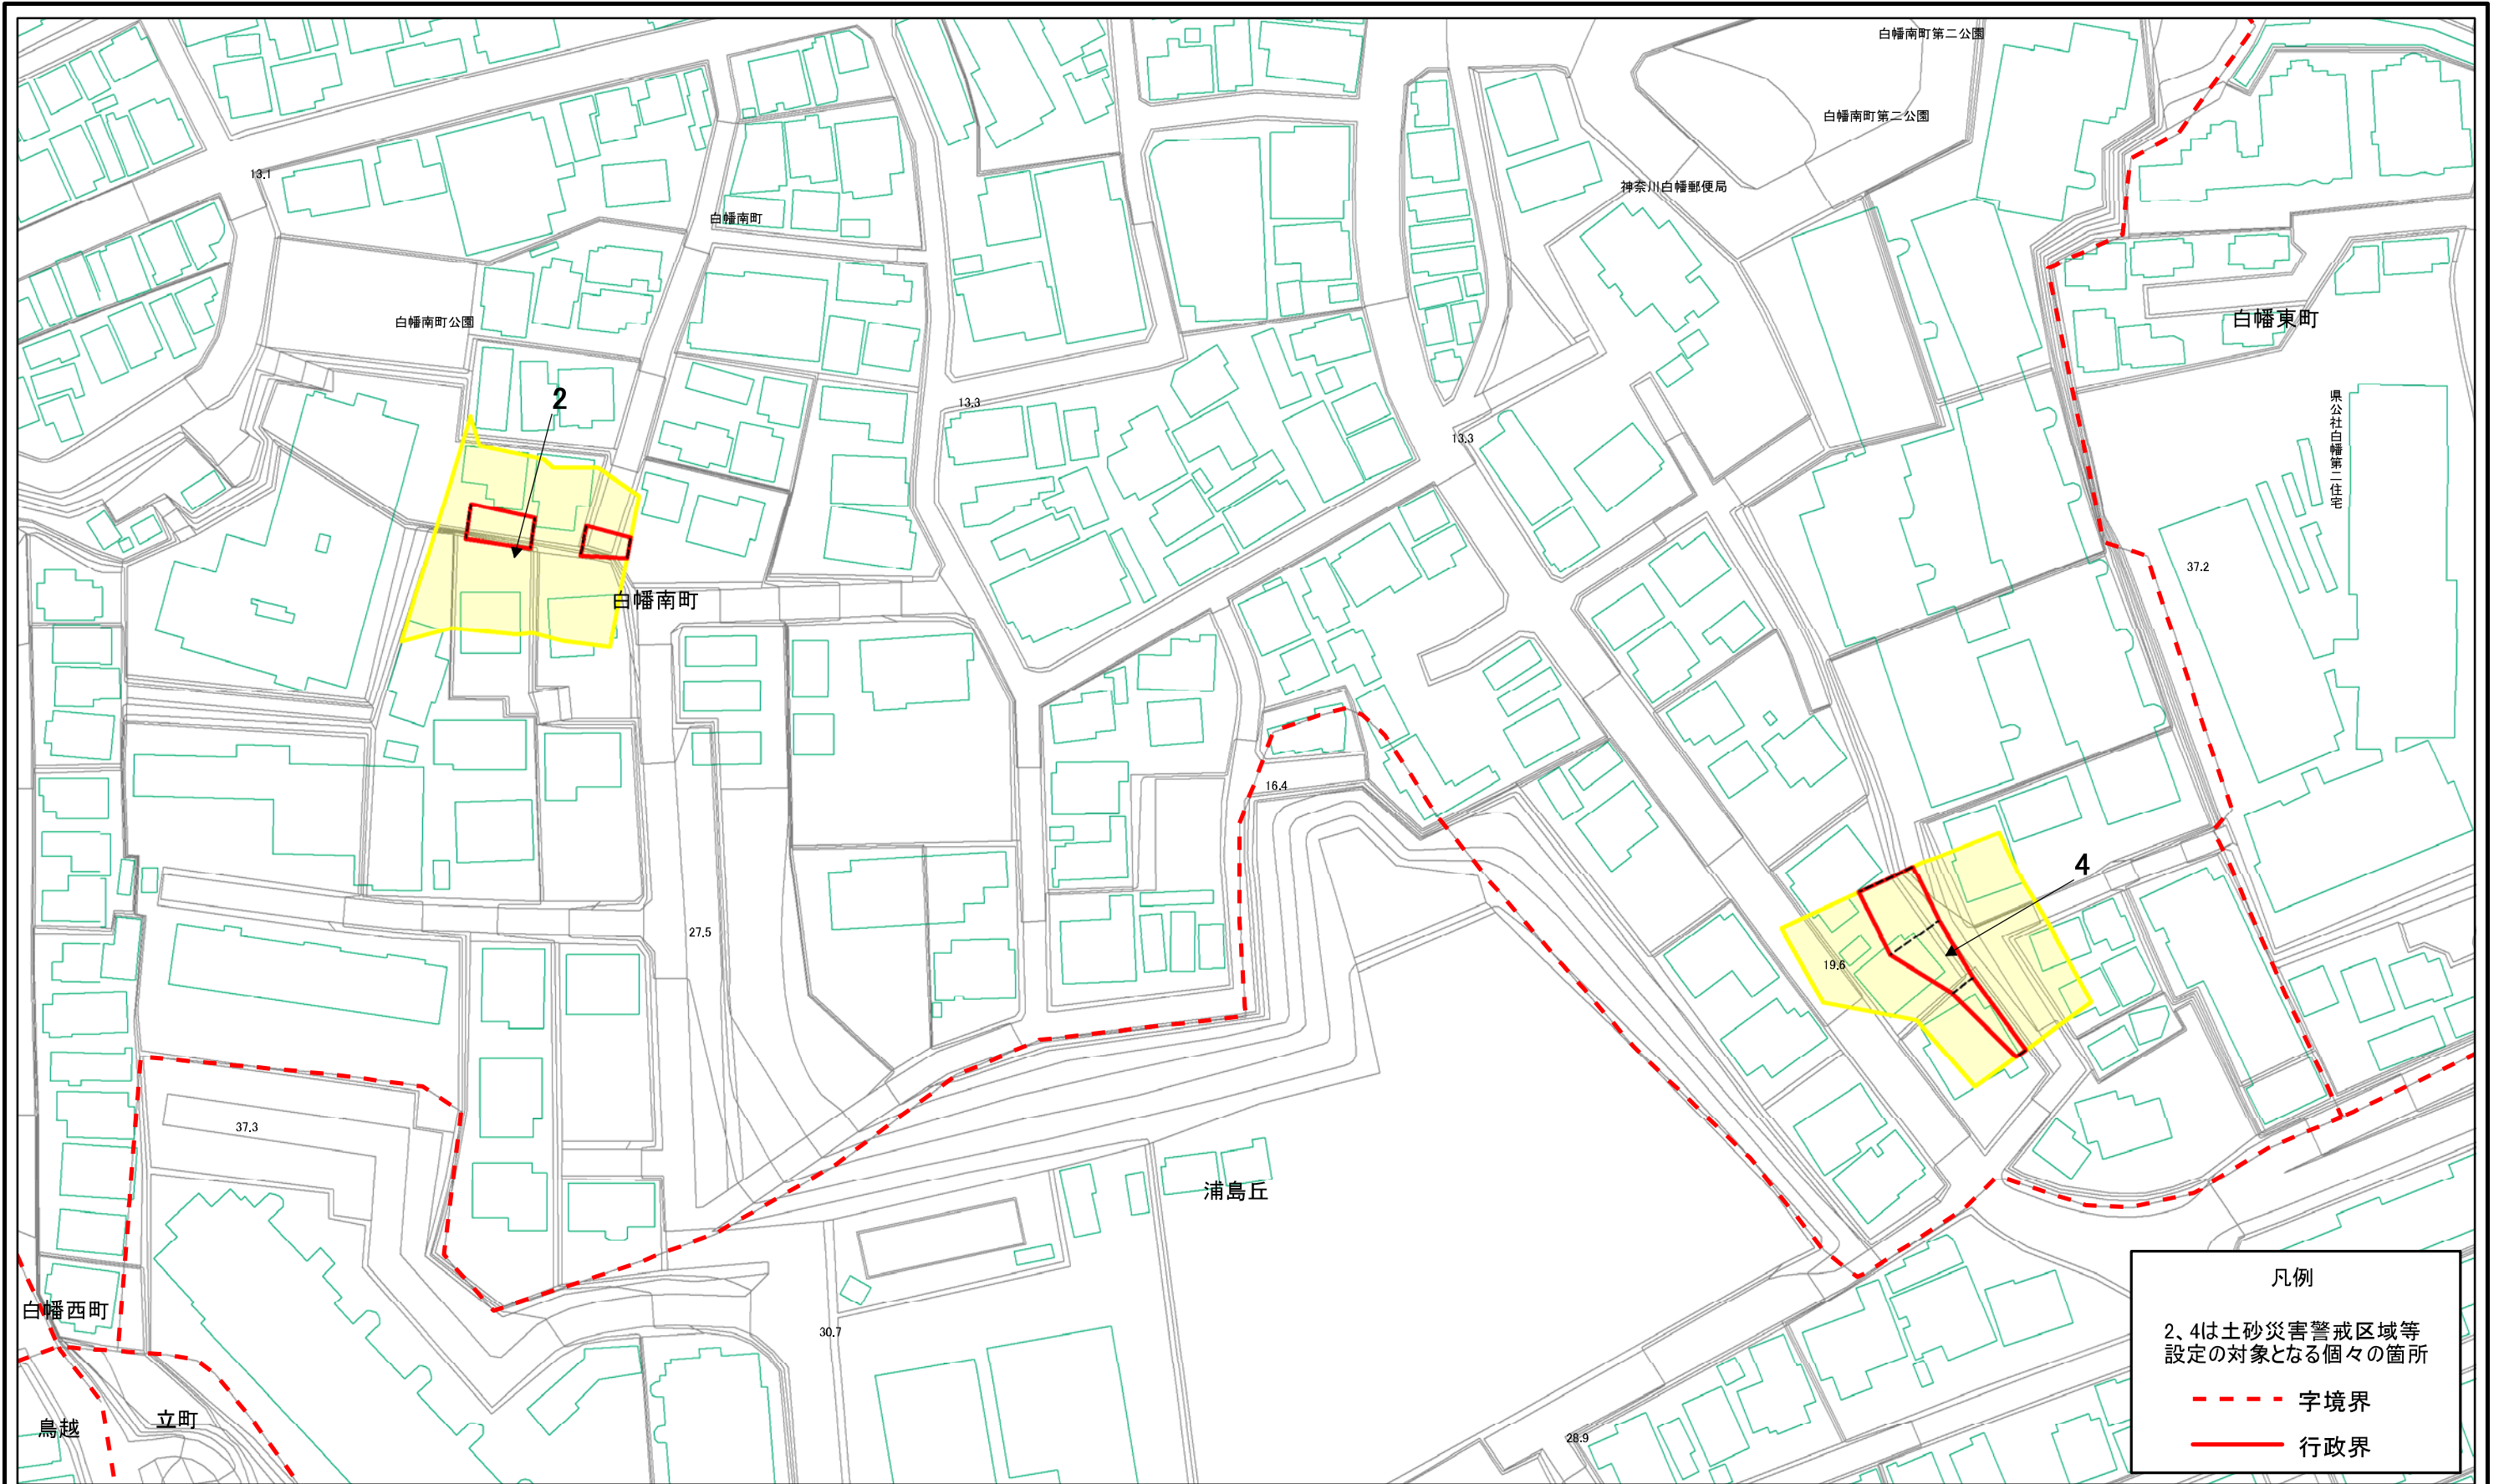 白幡南町第二公園
白幡南町第二公園
13.1
神奈川白幡郵便局
白幡南町
白幡南町公園
白幡東町
2
13.3
13.3
県公社白幡第二住宅
37.2
白幡南町
16.4
4
27.5
19.6
37.3
浦島丘
白幡西町
30.7
鳥越
立町
28.9
凡例
2、4は土砂災害警戒区域等
設定の対象となる個々の箇所
字境界
行政界